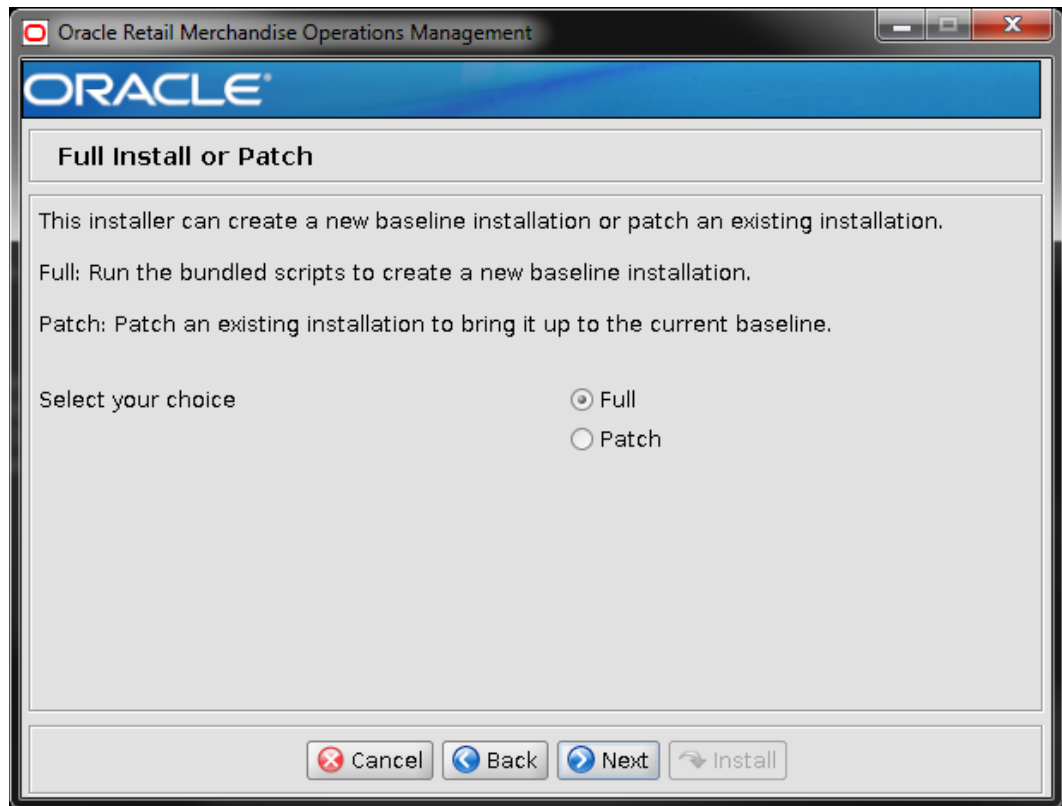 Oracle Retail Merchandise Operations Management
ORACLE®
Full Install or Patch
This installer can create a new baseline installation or patch an existing installation.
Full: Run the bundled scripts to create a new baseline installation.
Patch: Patch an existing installation to bring it up to the current baseline.
Select your choice
Full
Patch
Cancel Back Next Install